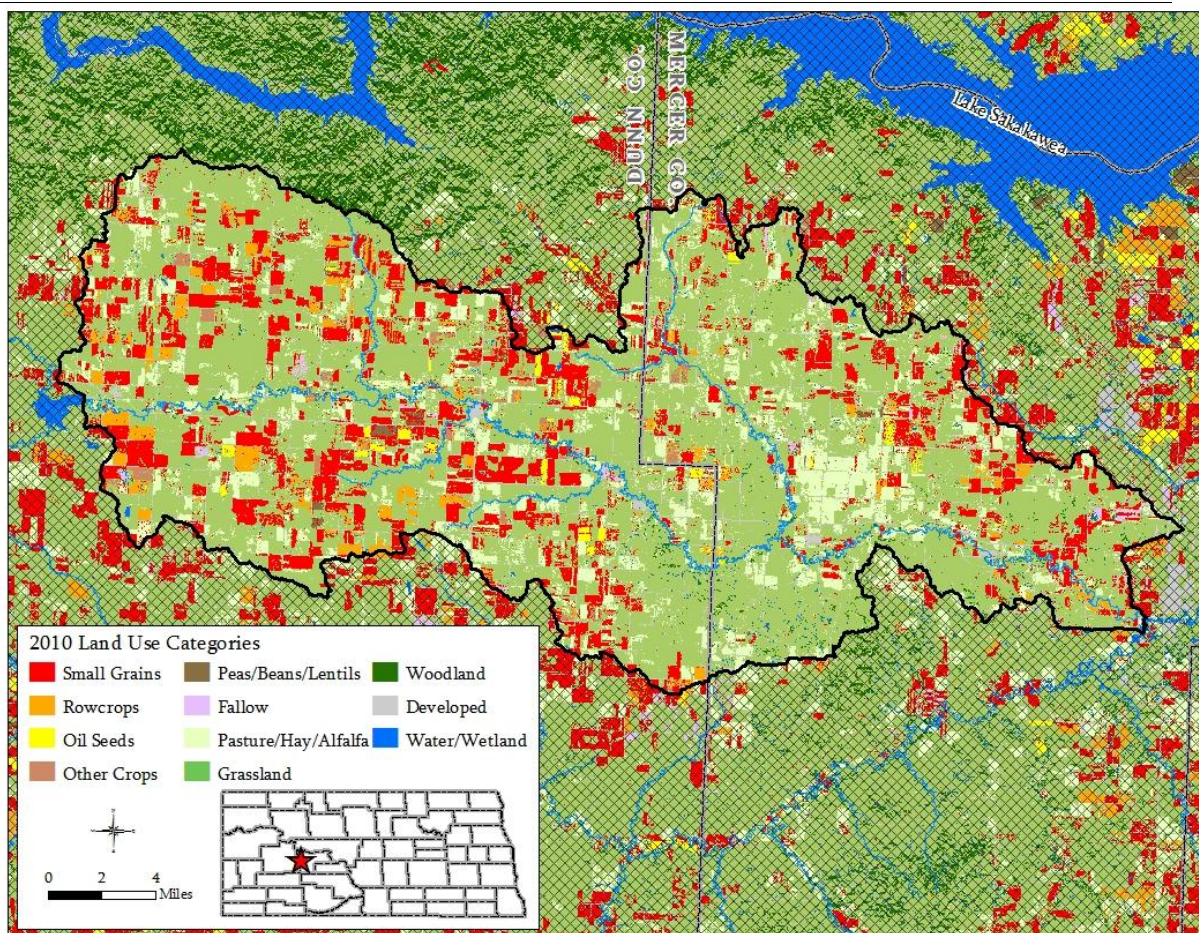 DUNN CO.
MERCER CO.
Lake Sakakawea
2010 Land Use Categories
Small Grains
Peas/Beans/Lentils
Woodland
Rowcrops
Fallow
Developed
Oil Seeds
Pasture/Hay/Alfalfa
Water/Wetland
Other Crops
Grassland
0 2 4
Miles